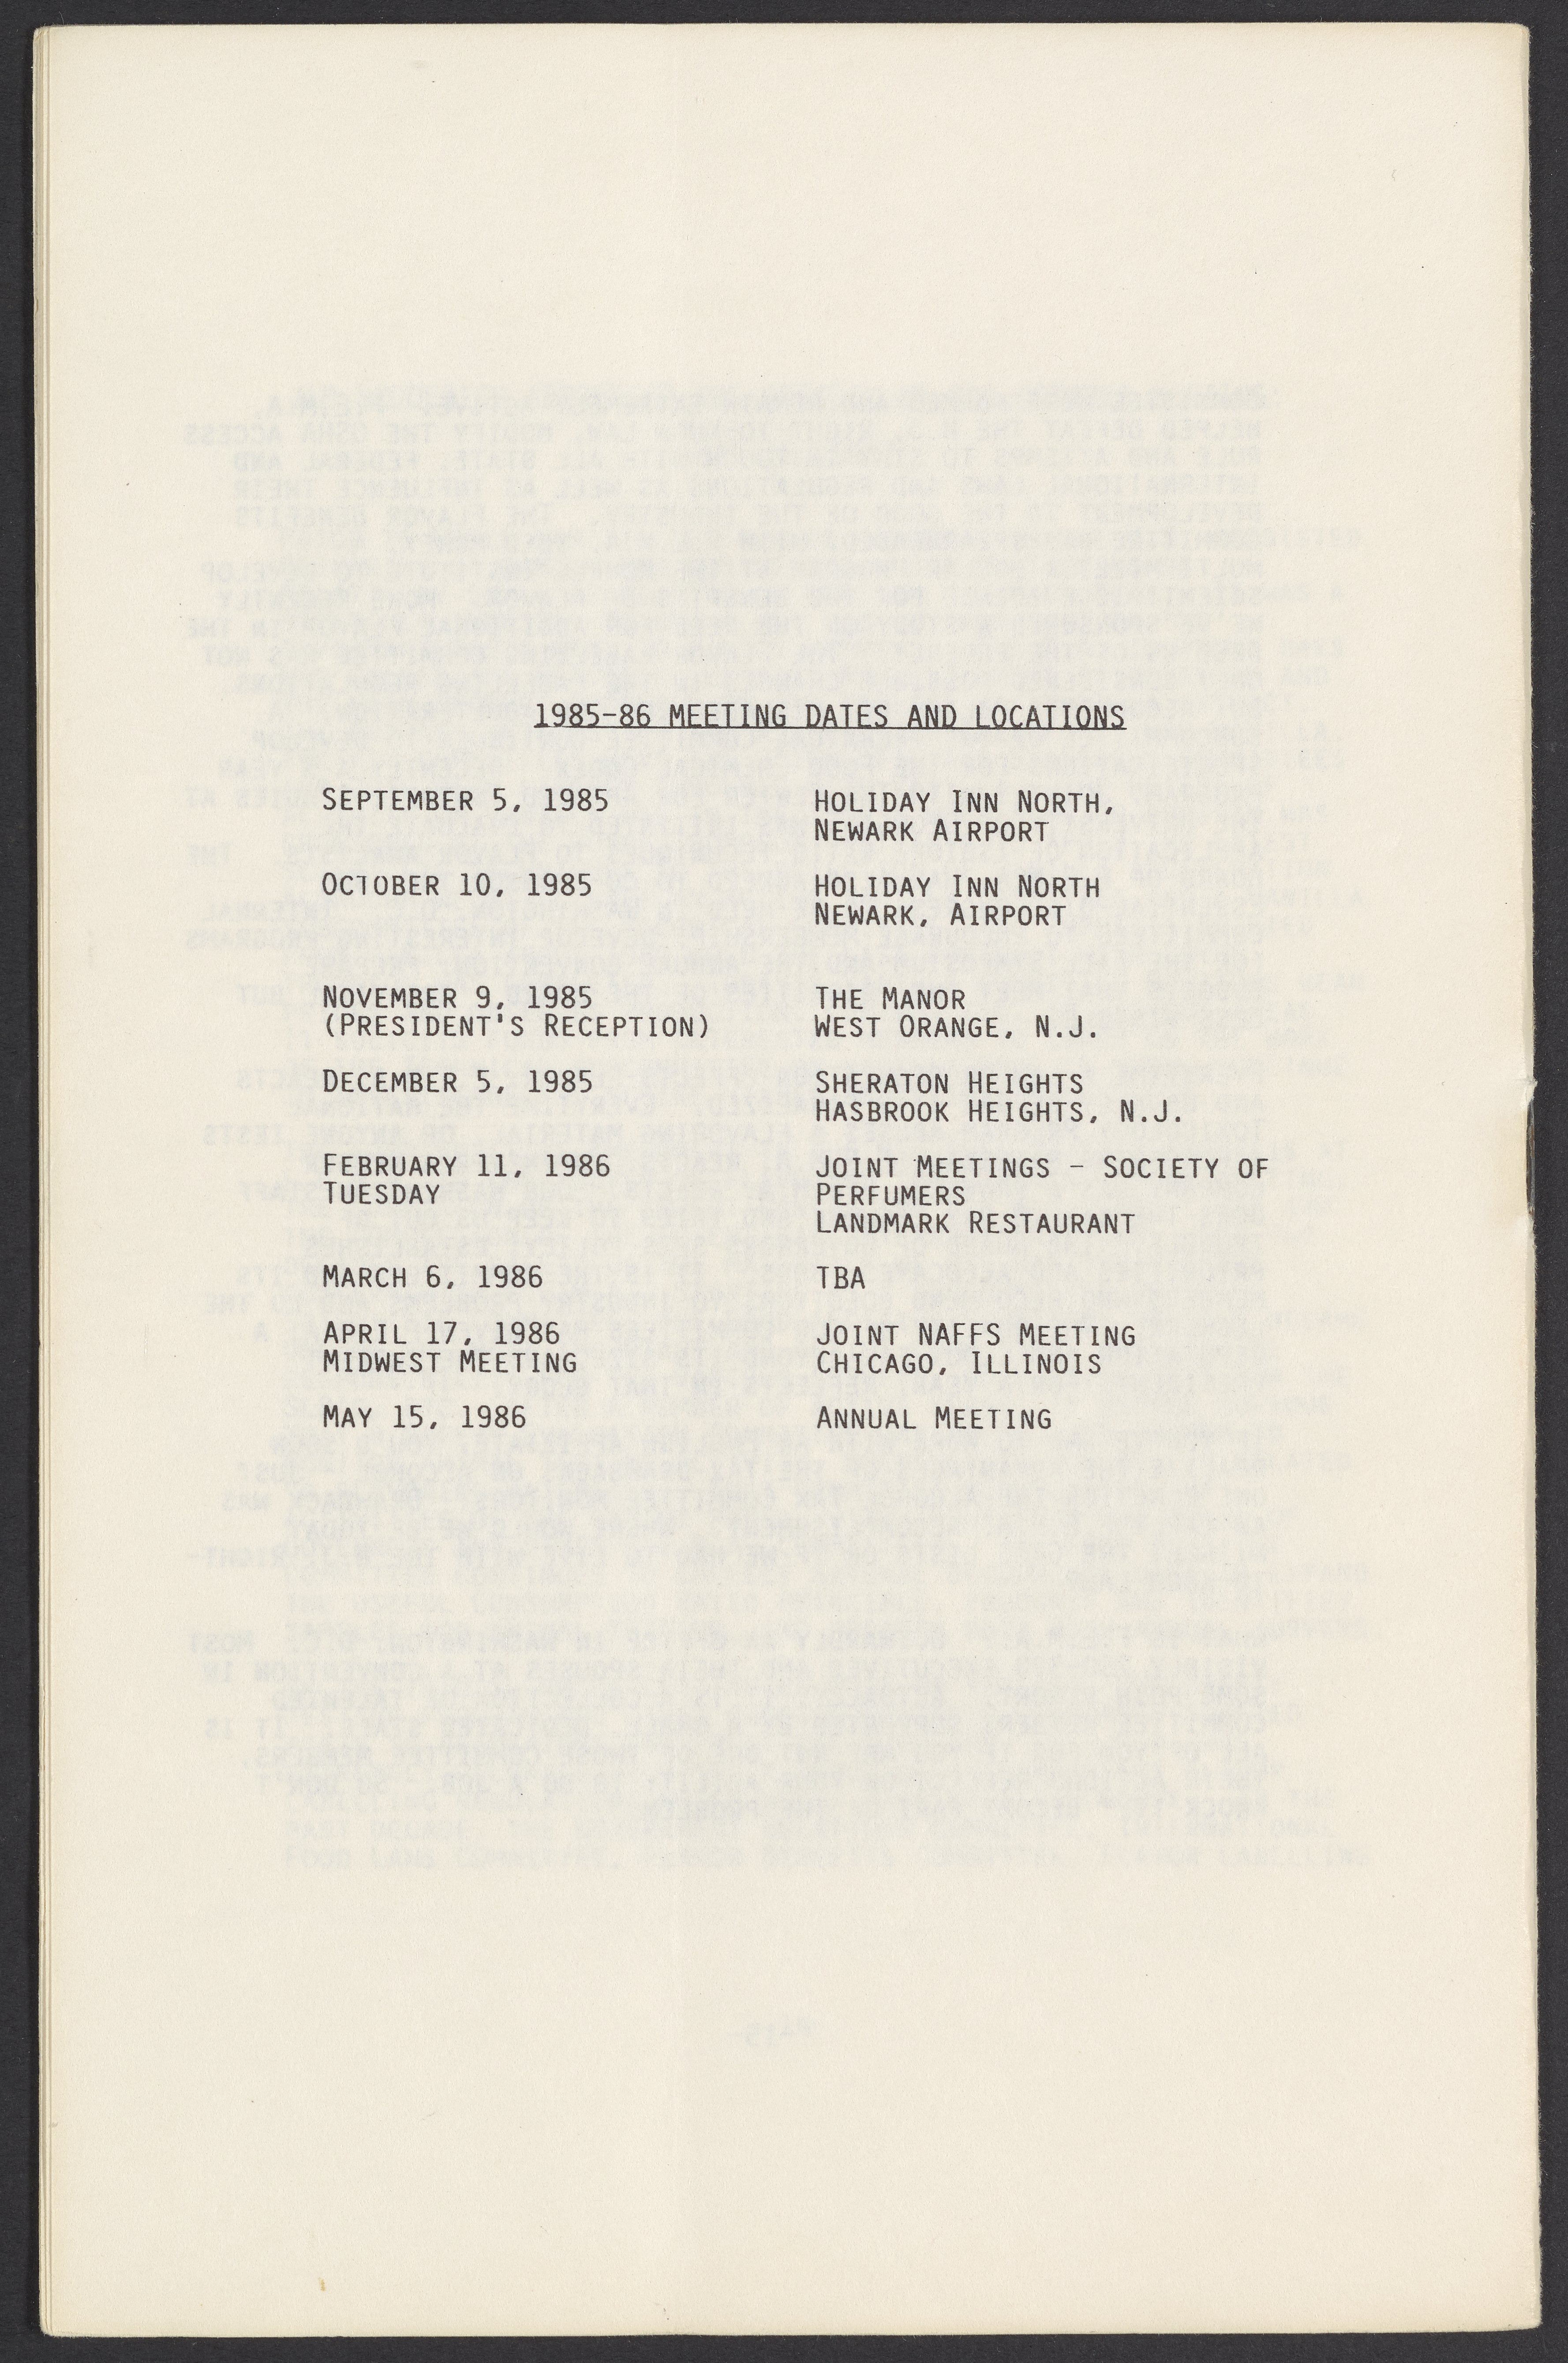 1985-86 MEETING DATES AND LOCATIONS
SEPTEMBER 5, 1985 HOLIDAY INN NORTH,
NEWARK AIRPORT
OCTOBER 10, 1985 HOLIDAY INN NORTH
NEWARK, AIRPORT
NOVEMBER 9, 1985 THE MANOR
(PRESIDENT'S RECEPTION) WEST ORANGE, N.J.
DECEMBER 5, 1985 SHERATON HEIGHTS
HASBROOK HEIGHTS, N.J.
FEBRUARY 11, 1986 JOINT MEETINGS - SOCIETY OF
TUESDAY PERFUMERS
LANDMARK RESTAURANT
MARCH 6, 1986 TBA
APRIL 17, 1986 JOINT NAFFS MEETING
MIDWEST MEETING CHICAGO, ILLINOIS
MAY 15, 1986 ANNUAL MEETING